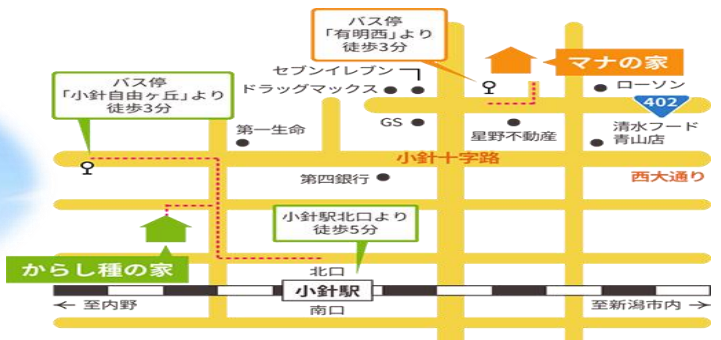 バス停
「有明西」より
徒歩3分
マナの家
セブンイレブン
ドラッグマックス
ローソン
402
バス停
「小針自由ヶ丘」より
徒歩3分
第一生命
GS
星野不動産
清水フード
青山店
小針十字路
第四銀行
西大通り
小針駅北口より
徒歩5分
からし種の家
北口
小針駅
← 至内野
至新潟市内 →
南口